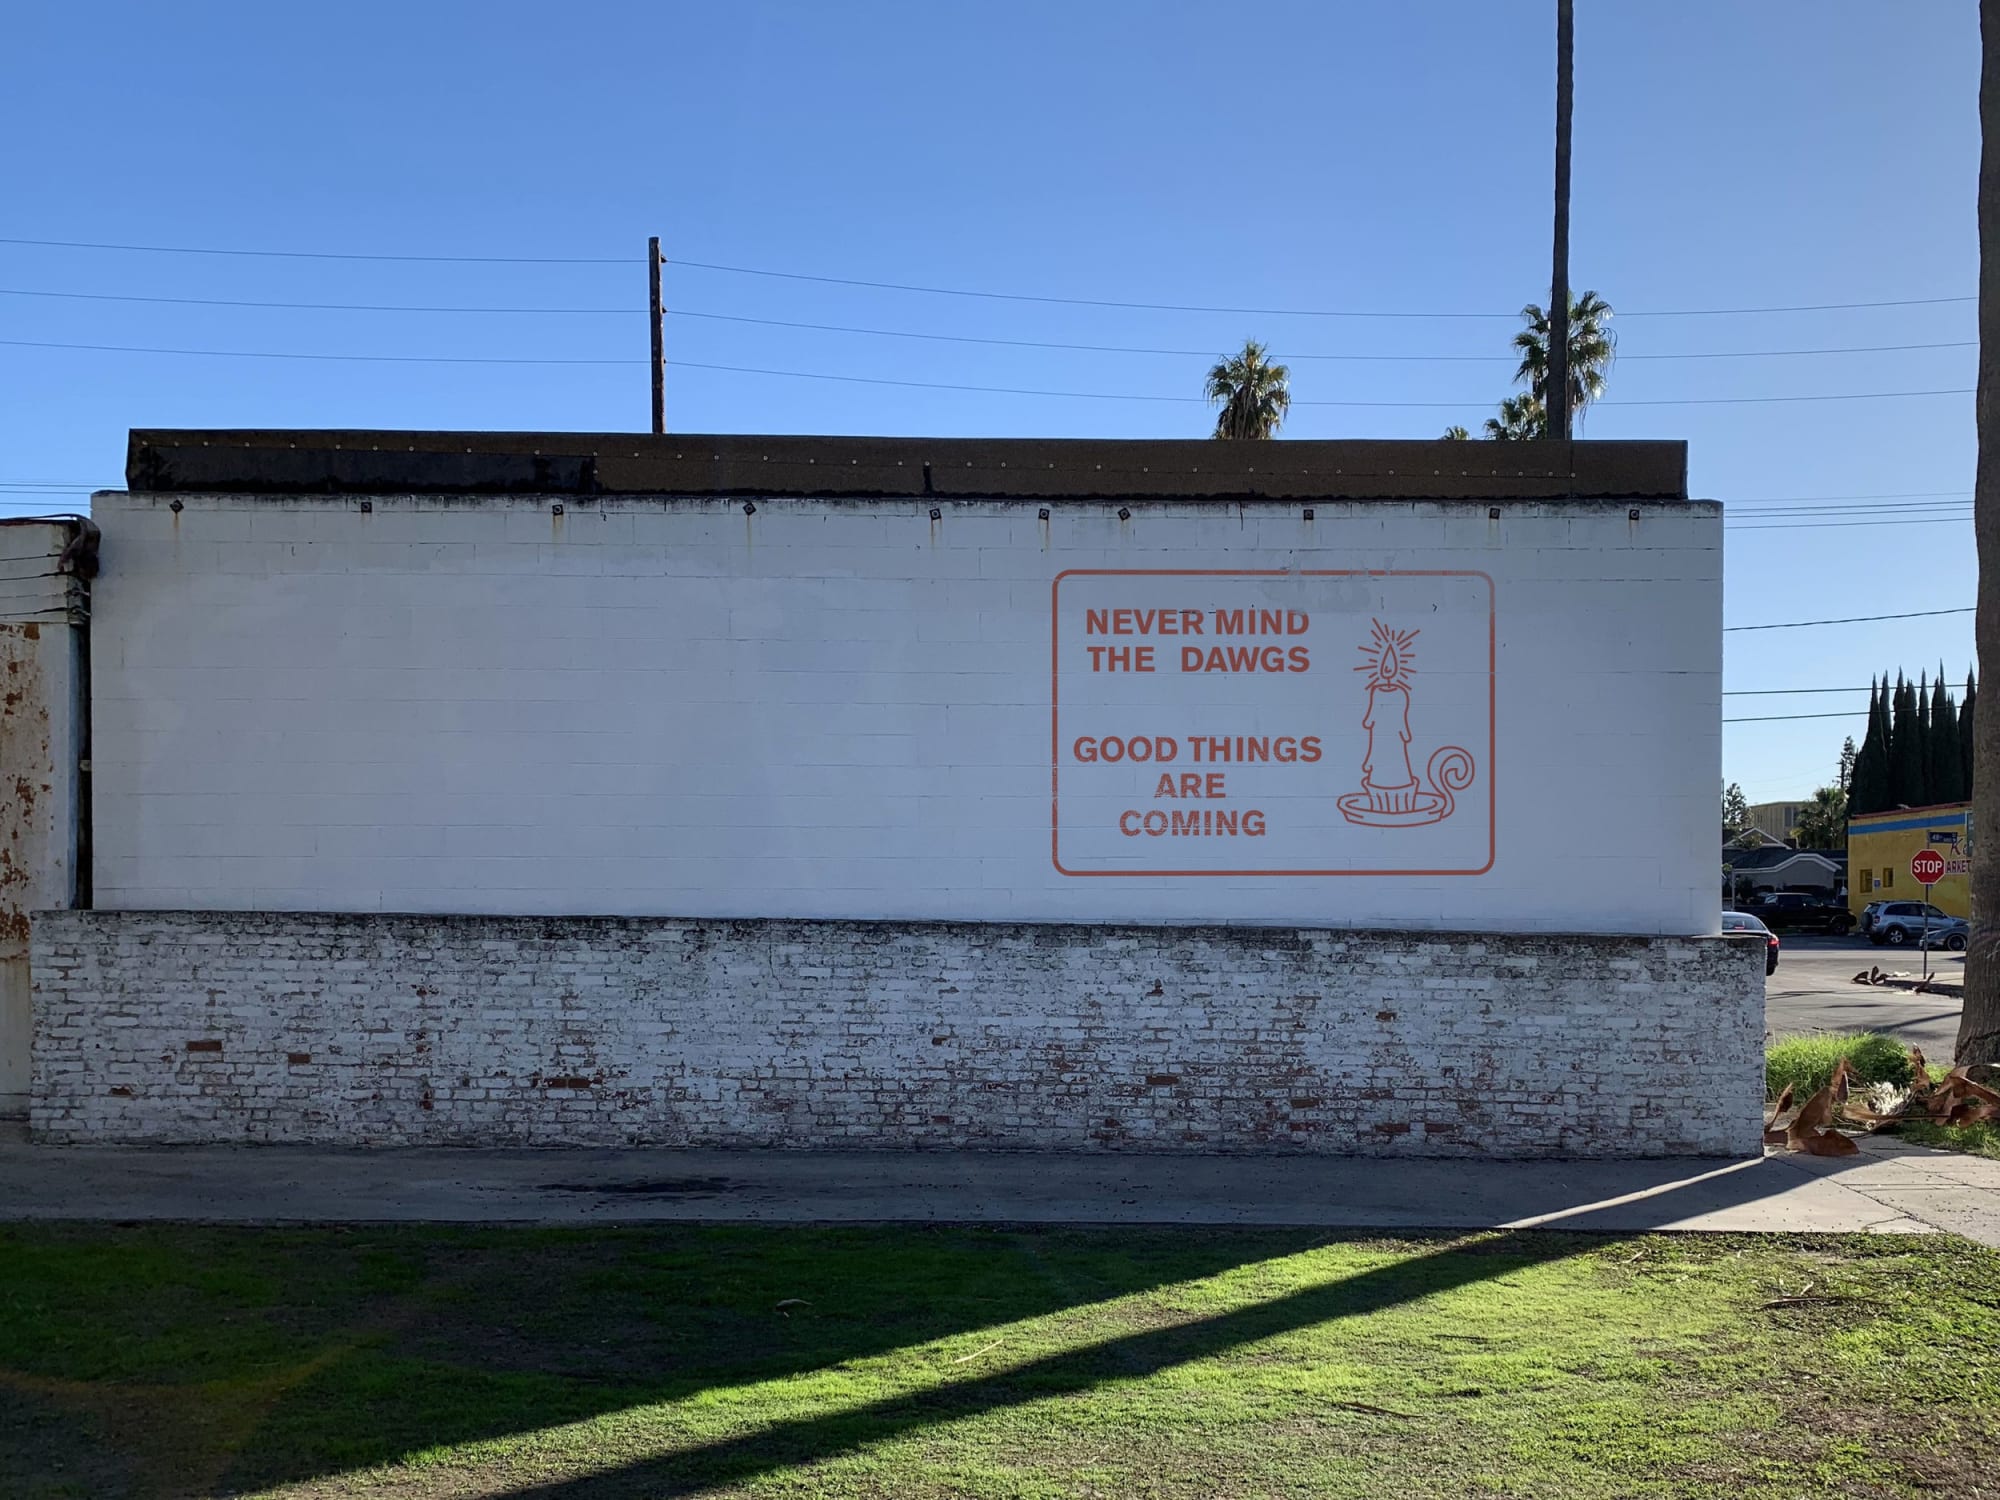 NEVER MIND
THE DAWGS
GOOD THINGS
ARE
COMING
STOP